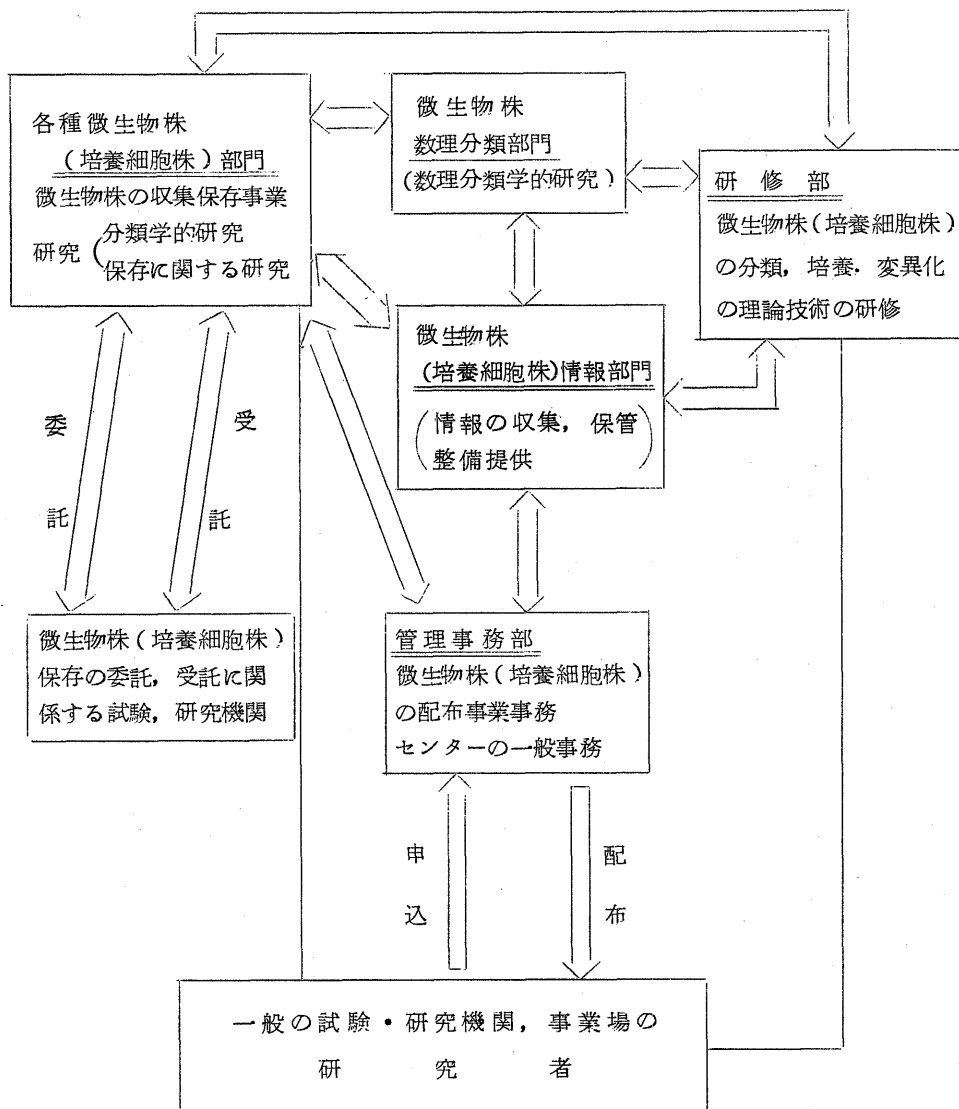 各種微生物株
(培養細胞株)部門
微生物株の収集保存事業
研究(分類学的研究
保存に関する研究
微生物株
数理分類部門
(数理分類学的研究)
研修部
微生物株(培養細胞株)
の分類,培養.変異化
の理論技術の研修
微生物株
(培養細胞株)情報部門
(情報の収集,保管
整備提供)
委託
受託
微生物株(培養細胞株)
保存の委託,受託に関
係する試験,研究機関
管理事務部
微生物株(培養細胞株)
の配布事業事務
センターの一般事務
申込
配布
一般の試験・研究機関,事業場の
研究者